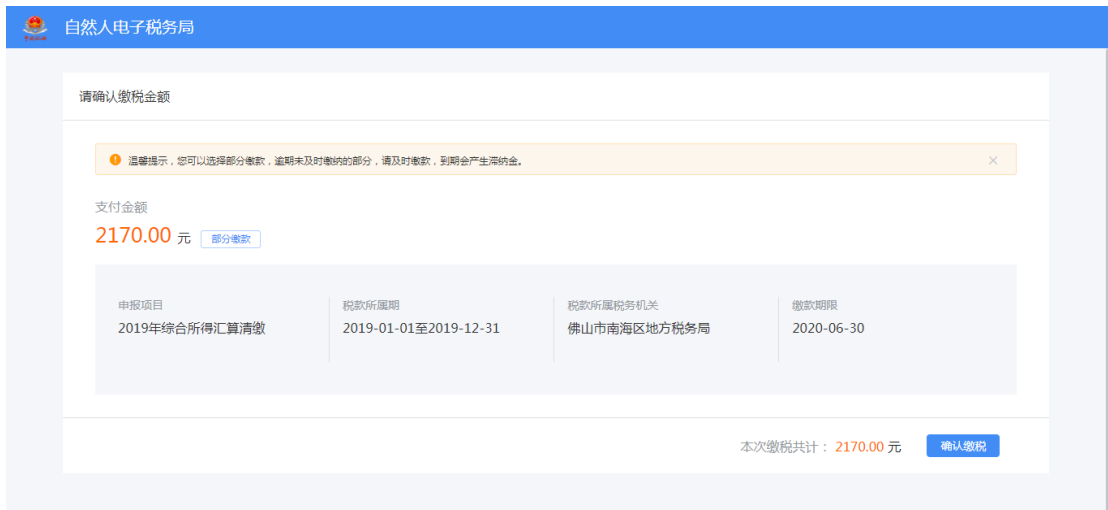 自然人电子税务局
请确认缴税金额
温馨提示，您可以选择部分缴款，逾期未及时缴纳的部分，请及时缴款，到期会产生滞纳金。
支付金额
2170.00 元 部分缴款
申报项目 税款所属期 税款所属税务机关 缴款期限
2019年综合所得汇算清缴 2019-01-01至2019-12-31 佛山市南海区地方税务局 2020-06-30
本次缴税共计： 2170.00 元 确认缴税